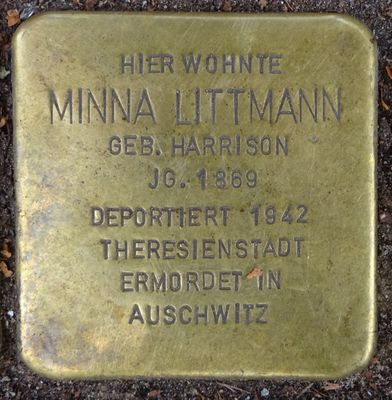 HIER WOHNTE
MINNA LITTMANN
GEB. HARRISON
JG. 1869
DEPORTIERT 1942
THERESIENSTADT
ERMORDET IN
AUSCHWITZ